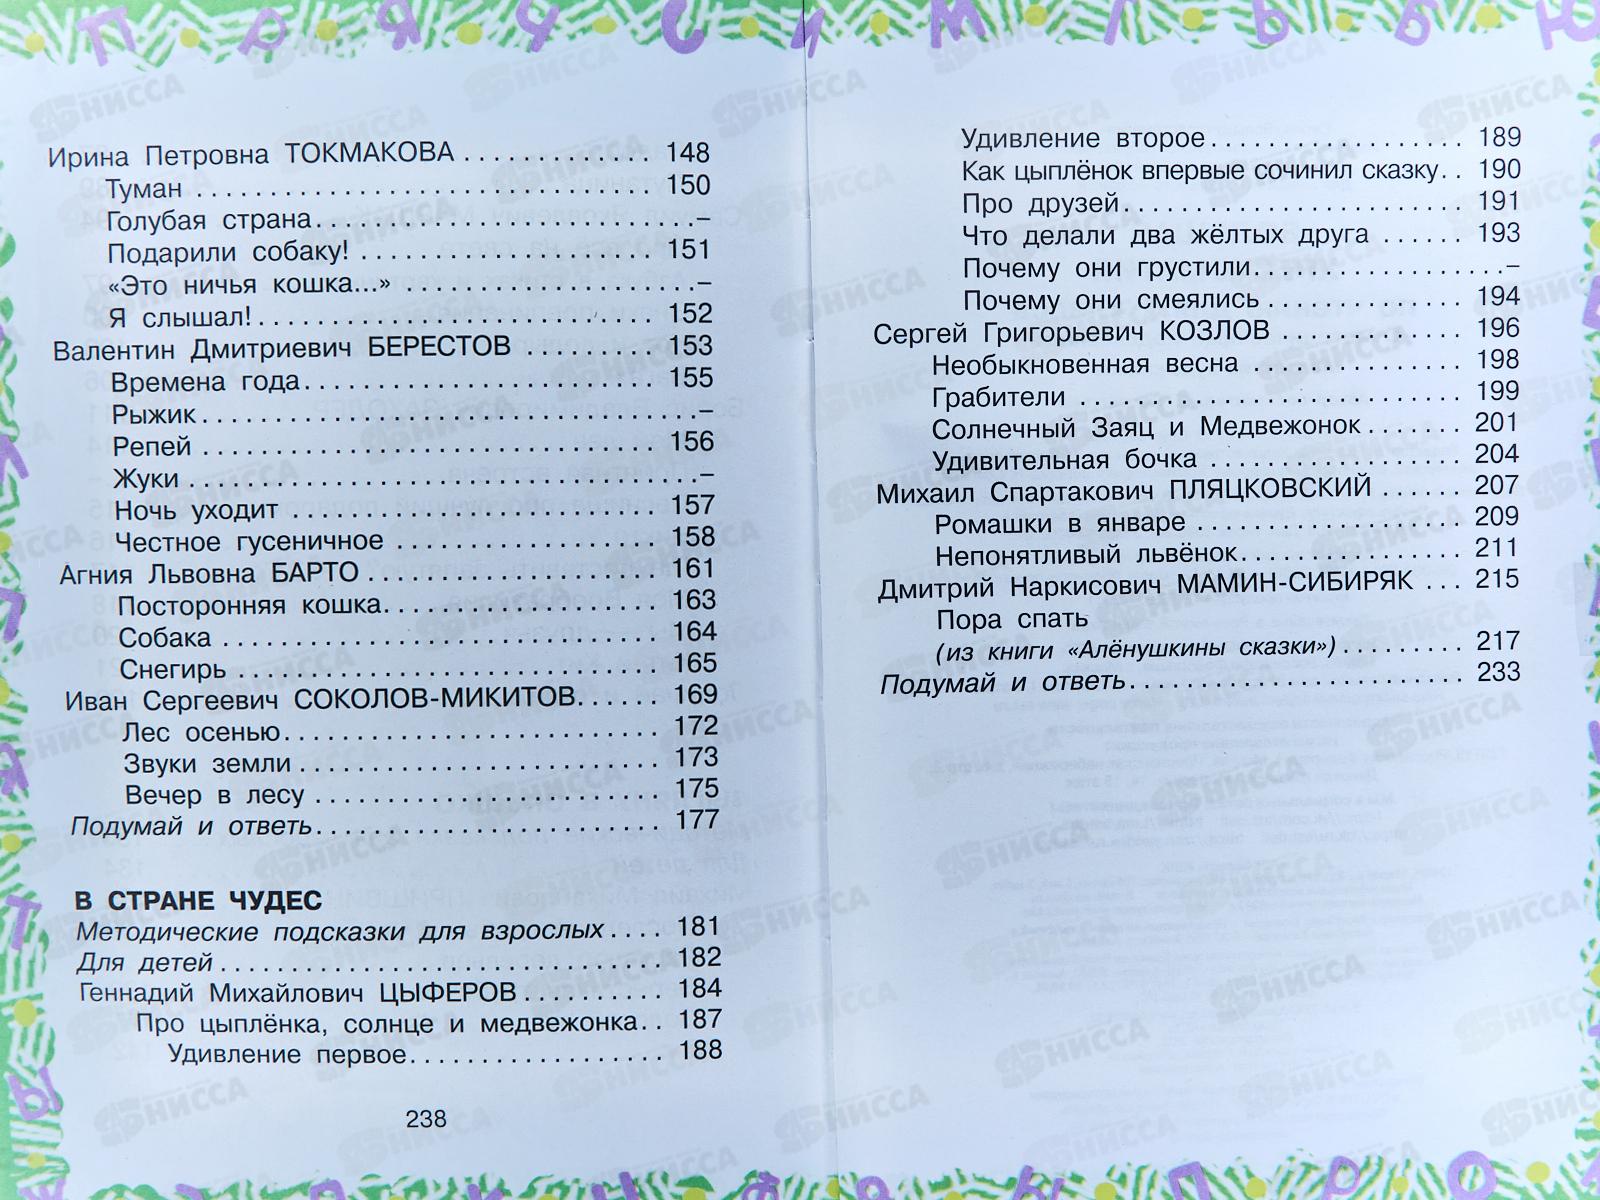 Ирина Петровна ТОКМАКОВА ............. 148
Туман ............................... 150
Голубая страна.........................–
Подарили собаку! .................... 151
«Это ничья кошка...» ...................–
Я слышал!............................ 152
Валентин Дмитриевич БЕРЕСТОВ ......... 153
Времена года........................ 155
Рыжик.................................–
Репей ............................... 156
Жуки ..................................–
Ночь уходит ......................... 157
Честное гусеничное .................. 158
Агния Львовна БАРТО .................. 161
Посторонняя кошка................... 163
Собака .............................. 164
Снегирь ............................. 165
Иван Сергеевич СОКОЛОВ-МИКИТОВ...... 169
Лес осенью.......................... 172
Звуки земли ......................... 173
Вечер в лесу ........................ 175
Подумай и ответь....................... 177
В СТРАНЕ ЧУДЕС
Методические подсказки для взрослых.... 181
Для детей .............................. 182
Геннадий Михайлович ЦЫФЕРОВ.......... 184
Про цыплёнка, солнце и медвежонка.. 187
Удивление первое................... 188
238
Удивление второе................... 189
Как цыплёнок впервые сочинил сказку.. 190
Про друзей.......................... 191
Что делали два жёлтых друга ...... 193
Почему они грустили...................–
Почему они смеялись .............. 194
Сергей Григорьевич КОЗЛОВ ............ 196
Необыкновенная весна .............. 198
Грабители .......................... 199
Солнечный Заяц и Медвежонок....... 201
Удивительная бочка ................. 204
Михаил Спартакович ПЛЯЦКОВСКИЙ ...... 207
Ромашки в январе .................. 209
Непонятливый львёнок............... 211
Дмитрий Наркисович МАМИН-СИБИРЯК ... 215
Пора спать
(из книги «Алёнушкины сказки»)......... 217
Подумай и ответь....................... 233